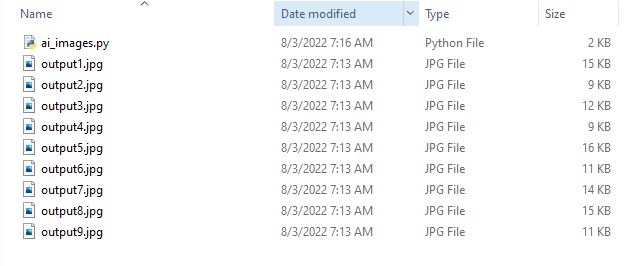 Name Date modified Type Size
ai_images.py 8/3/2022 7:16 AM Python File 2 KB
output1.jpg 8/3/2022 7:13 AM JPG File 15 KB
output2.jpg 8/3/2022 7:13 AM JPG File 9 KB
output3.jpg 8/3/2022 7:13 AM JPG File 12 KB
output4.jpg 8/3/2022 7:13 AM JPG File 9 KB
output5.jpg 8/3/2022 7:13 AM JPG File 16 KB
output6.jpg 8/3/2022 7:13 AM JPG File 11 KB
output7.jpg 8/3/2022 7:13 AM JPG File 14 KB
output8.jpg 8/3/2022 7:13 AM JPG File 15 KB
output9.jpg 8/3/2022 7:13 AM JPG File 11 KB